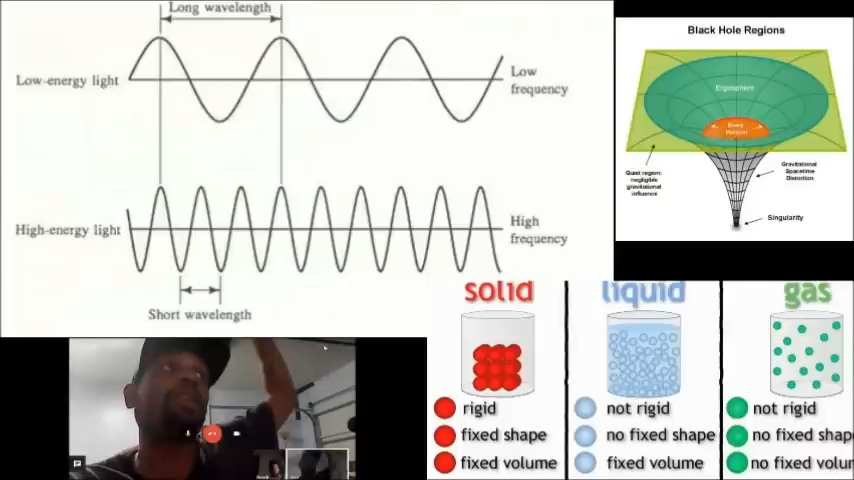 Long wavelength
Low-energy light
Low
frequency
High-energy light
High
frequency
Short wavelength
Black Hole Regions
Ergosphere
Event
Horizon
Quiet region:
negligible
gravitational
influence
Gravitational
Spacetime
Distortion
Singularity
solid
rigid
fixed shape
fixed volume
liquid
not rigid
no fixed shape
fixed volume
gas
not rigid
no fixed shap
no fixed volur